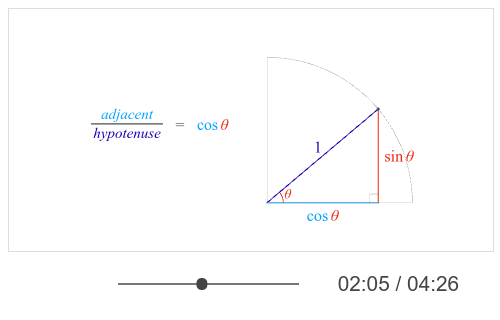 adjacent
hypotenuse
= cos θ
1
θ
sin θ
cos θ
02:05 / 04:26